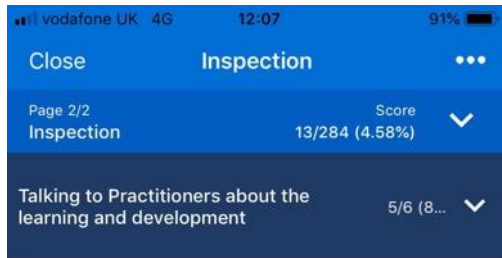 vodafone UK 4G 12:07 91%
Close Inspection
Page 2/2 Score
Inspection 13/284 (4.58%)
Talking to Practitioners about the
learning and development 5/6 (8...